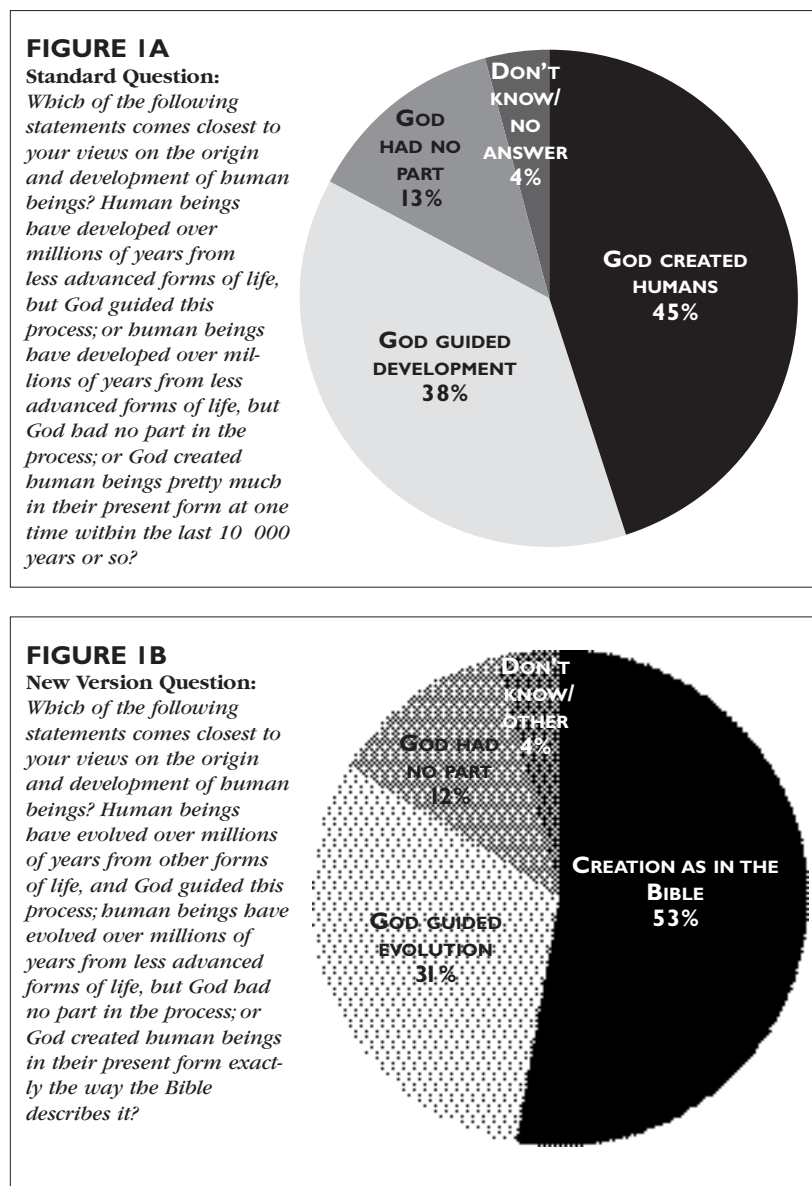 FIGURE 1A
Standard Question:
Which of the following
statements comes closest to
your views on the origin
and development of human
beings? Human beings
have developed over
millions of years from
less advanced forms of life,
but God guided this
process; or human beings
have developed over mil-
lions of years from less
advanced forms of life, but
God had no part in the
process; or God created
human beings pretty much
in their present form at one
time within the last 10 000
years or so?
DON'T
KNOW/
NO
ANSWER
4%
GOD
HAD NO
PART
13%
GOD CREATED
HUMANS
45%
GOD GUIDED
DEVELOPMENT
38%
FIGURE 1B
New Version Question:
Which of the following
statements comes closest to
your views on the origin
and development of human
beings? Human beings
have evolved over millions
of years from other forms
of life, and God guided this
process; human beings have
evolved over millions of
years from less advanced
forms of life, but God had
no part in the process; or
God created human beings
in their present form exact-
ly the way the Bible
describes it?
DON'T
KNOW/
OTHER
4%
GOD HAD
NO PART
12%
CREATION AS IN THE
BIBLE
53%
GOD GUIDED
EVOLUTION
31%